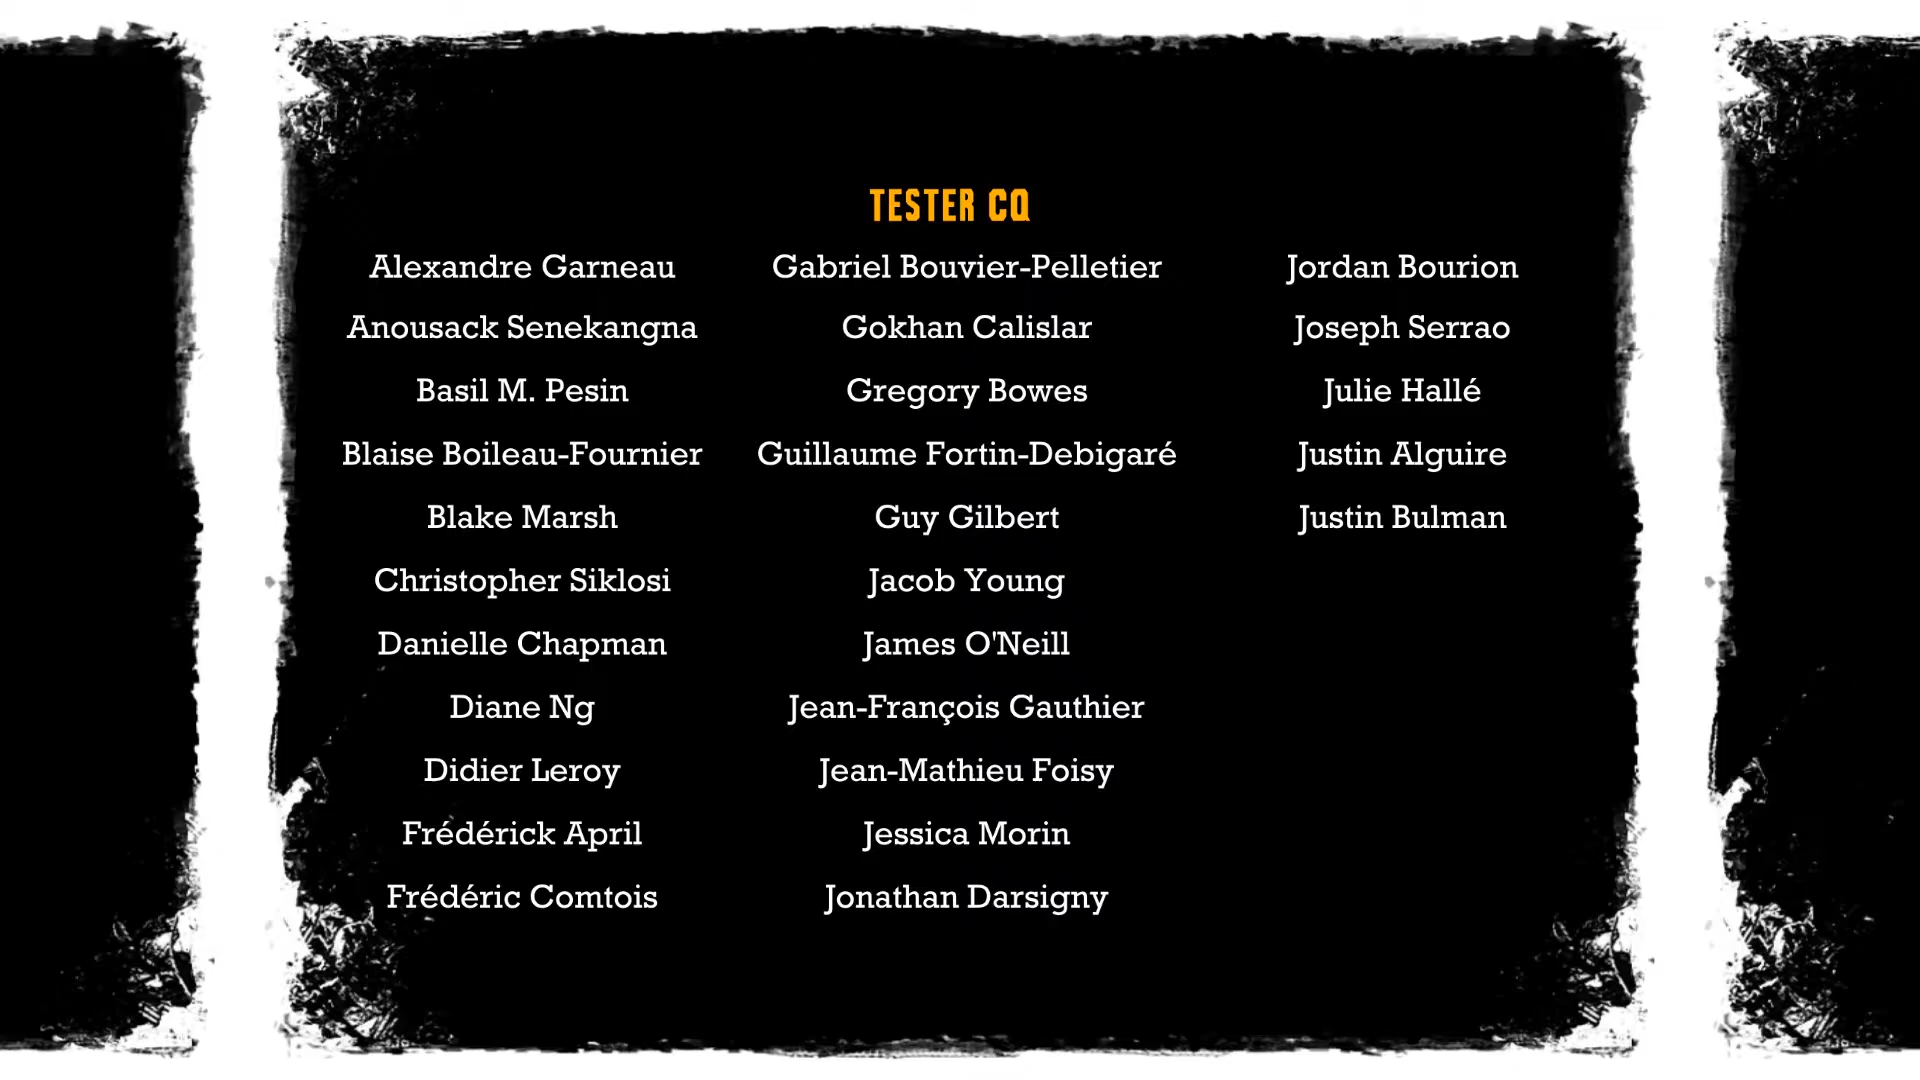 TESTER CQ
Alexandre Garneau
Anousack Senekangna
Basil M. Pesin
Blaise Boileau-Fournier
Blake Marsh
Christopher Siklosi
Danielle Chapman
Diane Ng
Didier Leroy
Frédérick April
Frédéric Comtois
Gabriel Bouvier-Pelletier
Gokhan Calislar
Gregory Bowes
Guillaume Fortin-Debigaré
Guy Gilbert
Jacob Young
James O'Neill
Jean-François Gauthier
Jean-Mathieu Foisy
Jessica Morin
Jonathan Darsigny
Jordan Bourion
Joseph Serrao
Julie Hallé
Justin Alguire
Justin Bulman